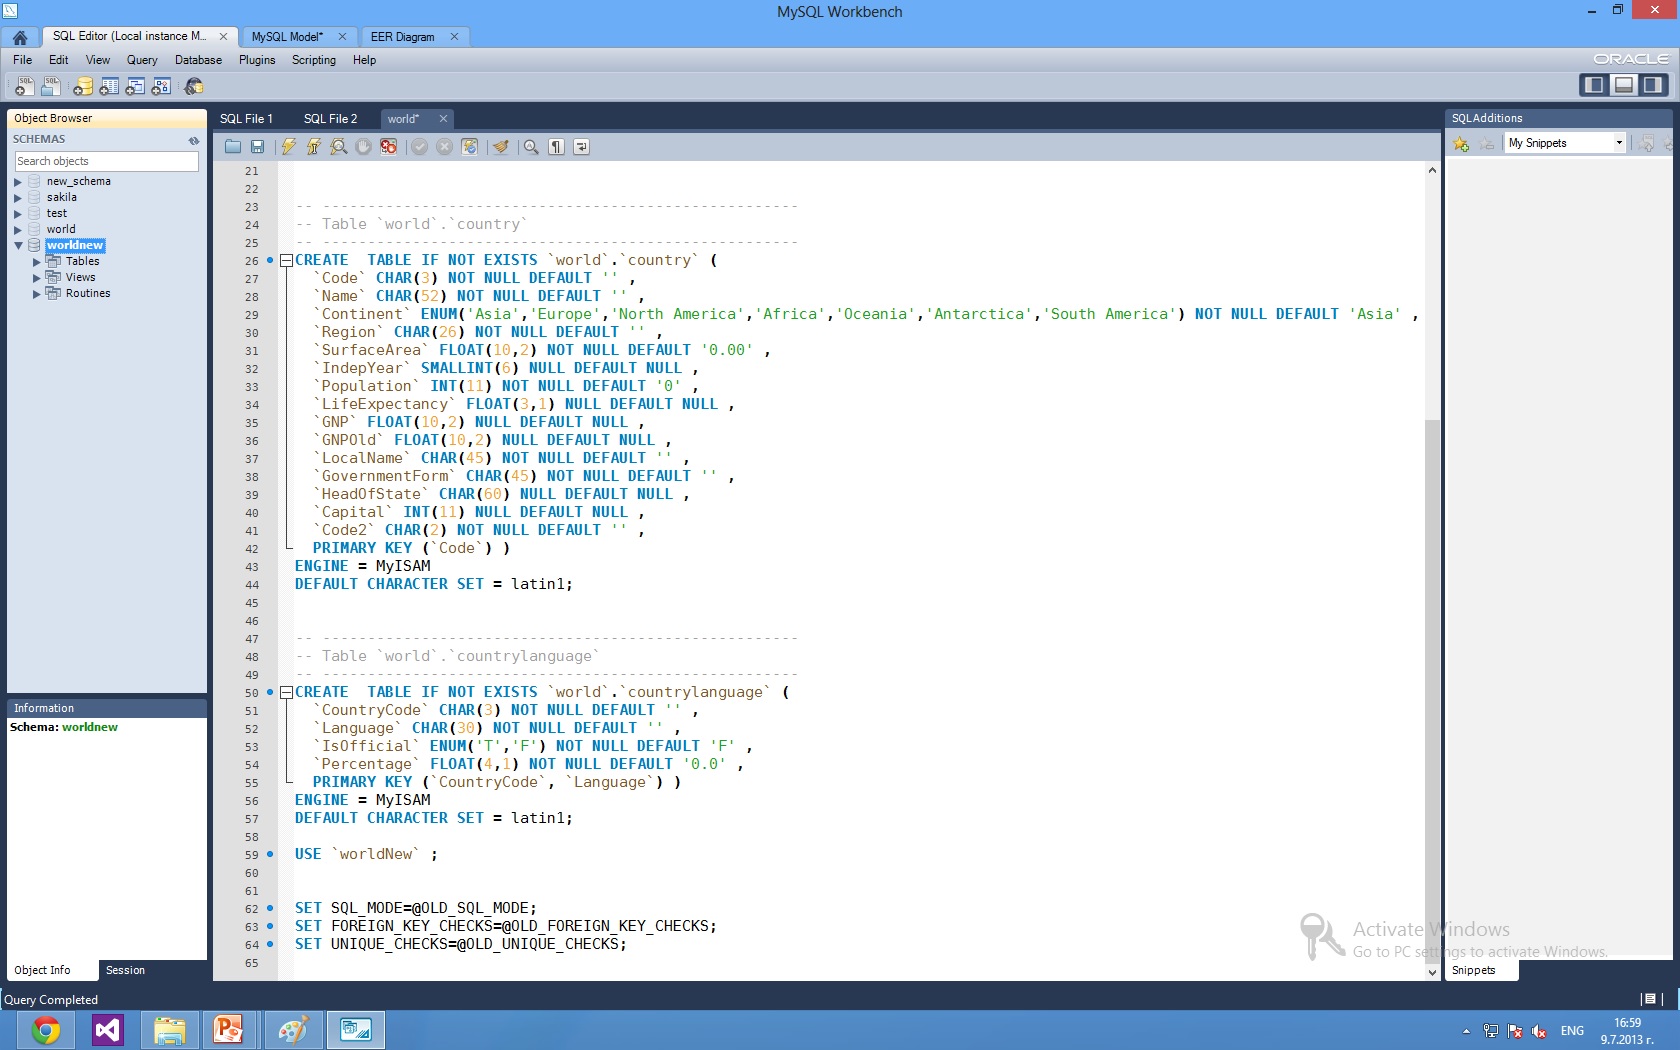 MySQL Workbench
SQL Editor (Local instance M...
MySQL Model*
EER Diagram
File Edit View Query Database Plugins Scripting Help
ORACLE
Object Browser
SCHEMAS
Search objects
new_schema
sakila
test
world
worldnew
Tables
Views
Routines
Information
Schema: worldnew
Object Info Session
SQL File 1 SQL File 2 world*
21
22
23 -- -----------------------------------------------------
24 -- Table `world`.`country`
25 -- -----------------------------------------------------
26 CREATE  TABLE IF NOT EXISTS `world`.`country` (
27 `Code` CHAR(3) NOT NULL DEFAULT '' ,
28 `Name` CHAR(52) NOT NULL DEFAULT '' ,
29 `Continent` ENUM('Asia','Europe','North America','Africa','Oceania','Antarctica','South America') NOT NULL DEFAULT 'Asia' ,
30 `Region` CHAR(26) NOT NULL DEFAULT '' ,
31 `SurfaceArea` FLOAT(10,2) NOT NULL DEFAULT '0.00' ,
32 `IndepYear` SMALLINT(6) NULL DEFAULT NULL ,
33 `Population` INT(11) NOT NULL DEFAULT '0' ,
34 `LifeExpectancy` FLOAT(3,1) NULL DEFAULT NULL ,
35 `GNP` FLOAT(10,2) NULL DEFAULT NULL ,
36 `GNPOld` FLOAT(10,2) NULL DEFAULT NULL ,
37 `LocalName` CHAR(45) NOT NULL DEFAULT '' ,
38 `GovernmentForm` CHAR(45) NOT NULL DEFAULT '' ,
39 `HeadOfState` CHAR(60) NULL DEFAULT NULL ,
40 `Capital` INT(11) NULL DEFAULT NULL ,
41 `Code2` CHAR(2) NOT NULL DEFAULT '' ,
42 PRIMARY KEY (`Code`) )
43 ENGINE = MyISAM
44 DEFAULT CHARACTER SET = latin1;
45
46
47 -- -----------------------------------------------------
48 -- Table `world`.`countrylanguage`
49 -- -----------------------------------------------------
50 CREATE  TABLE IF NOT EXISTS `world`.`countrylanguage` (
51 `CountryCode` CHAR(3) NOT NULL DEFAULT '' ,
52 `Language` CHAR(30) NOT NULL DEFAULT '' ,
53 `IsOfficial` ENUM('T','F') NOT NULL DEFAULT 'F' ,
54 `Percentage` FLOAT(4,1) NOT NULL DEFAULT '0.0' ,
55 PRIMARY KEY (`CountryCode`, `Language`) )
56 ENGINE = MyISAM
57 DEFAULT CHARACTER SET = latin1;
58
59 USE `worldNew` ;
60
61
62 SET SQL_MODE=@OLD_SQL_MODE;
63 SET FOREIGN_KEY_CHECKS=@OLD_FOREIGN_KEY_CHECKS;
64 SET UNIQUE_CHECKS=@OLD_UNIQUE_CHECKS;
65
SQL Additions
My Snippets
Activate Windows
Go to PC settings to activate Windows.
Snippets
Query Completed
ENG
16:59
9.7.2013 г.